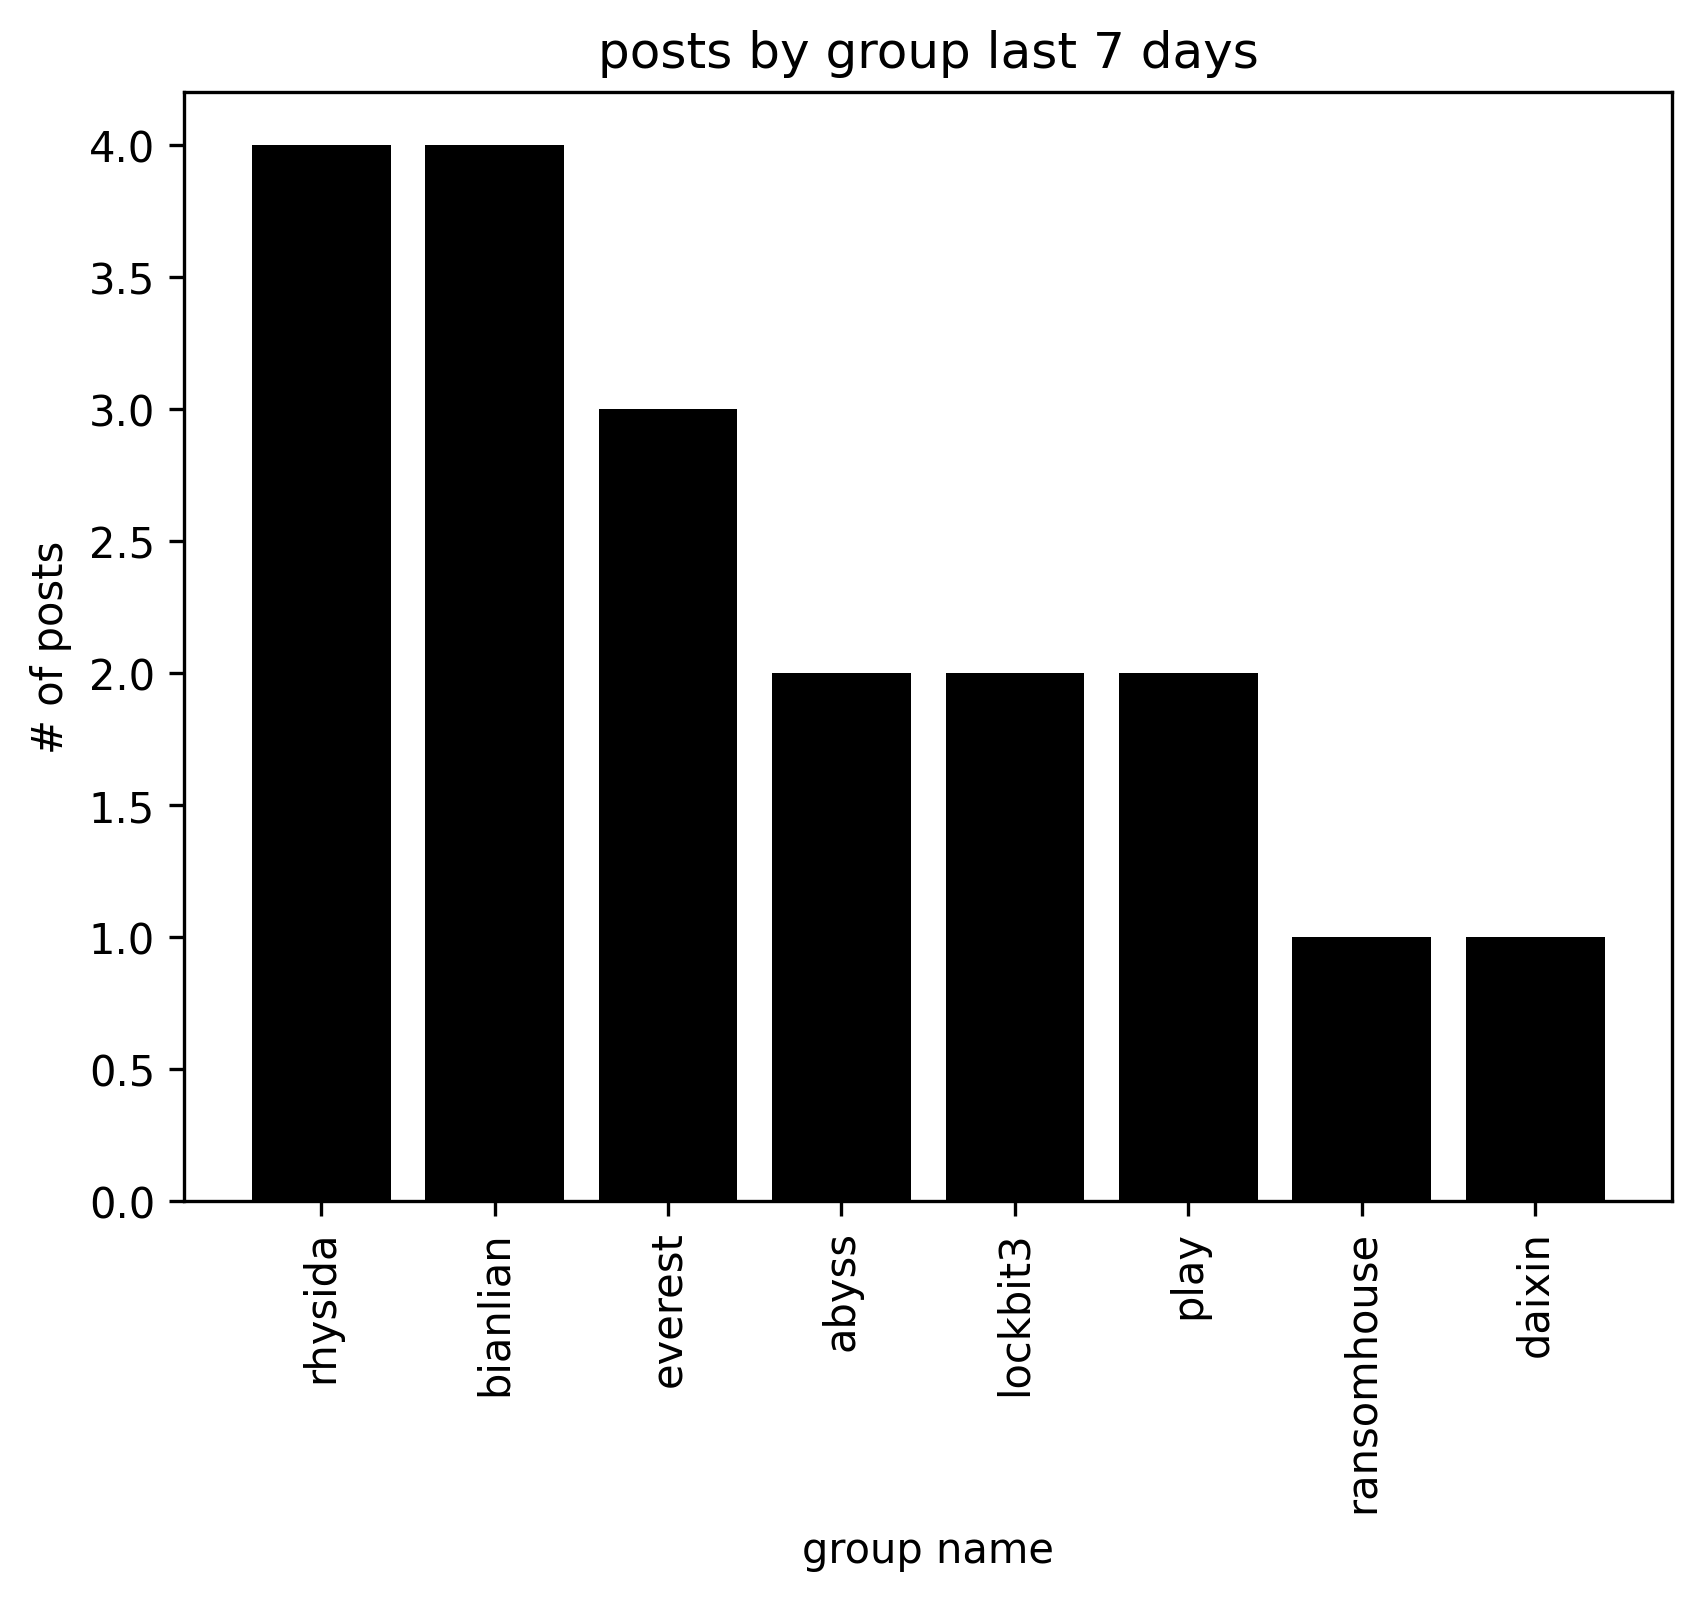 posts by group last 7 days
4.0
3.5
3.0
2.5
2.0
1.5
1.0
0.5
0.0
# of posts
rhysida
bianlian
everest
abyss
lockbit3
play
ransomhouse
daixin
group name